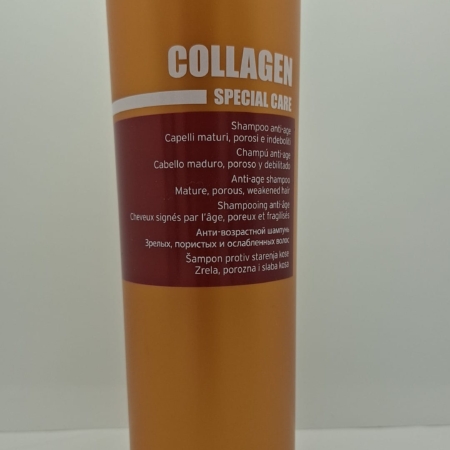 COLLAGEN
SPECIAL CARE
Shampoo anti-age
Capelli maturi, porosi e indeboliti
Champú anti-age
Cabello maduro, poroso y debilitado
Anti-age shampoo
Mature, porous, weakened hair
Shampooing anti-âge
Cheveux signés par l'âge, poreux et fragilisés
Анти-возрастной шампунь
Зрелых, пористых и ослабленных волос
Šampon protiv starenja kose
Zrela, porozna i slaba kosa